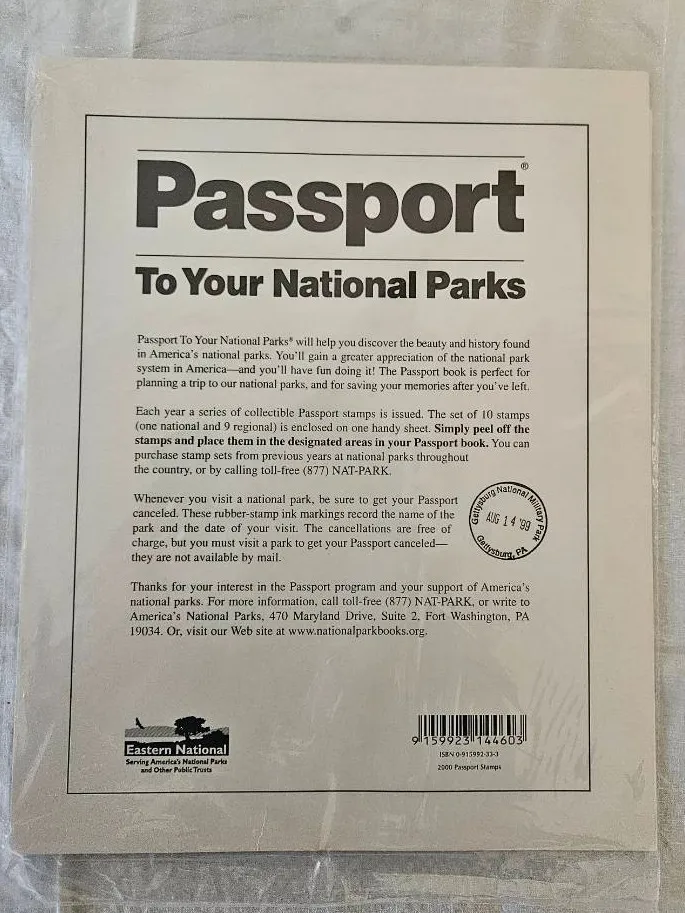 Passport®
To Your National Parks
Passport To Your National Parks® will help you discover the beauty and history found
in America's national parks. You'll gain a greater appreciation of the national park
system in America—and you'll have fun doing it! The Passport book is perfect for
planning a trip to our national parks, and for saving your memories after you've left.
Each year a series of collectible Passport stamps is issued. The set of 10 stamps
(one national and 9 regional) is enclosed on one handy sheet. Simply peel off the
stamps and place them in the designated areas in your Passport book. You can
purchase stamp sets from previous years at national parks throughout
the country, or by calling toll-free (877) NAT-PARK.
Whenever you visit a national park, be sure to get your Passport
canceled. These rubber-stamp ink markings record the name of the
park and the date of your visit. The cancellations are free of
charge, but you must visit a park to get your Passport canceled—
they are not available by mail.
Gettysburg National Military Park
AUG 14 '99
Gettysburg, PA
Thanks for your interest in the Passport program and your support of America's
national parks. For more information, call toll-free (877) NAT-PARK, or write to
America's National Parks, 470 Maryland Drive, Suite 2, Fort Washington, PA
19034. Or, visit our Web site at www.nationalparkbooks.org.
Eastern National
Serving America's National Parks
and Other Public Trusts
9 159923 144603
ISBN 0-915992-33-3
2000 Passport Stamps